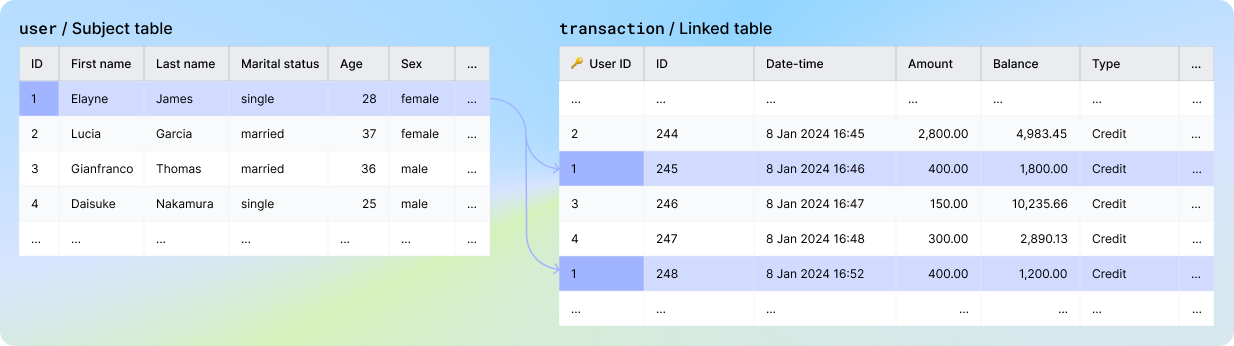 user / Subject table
ID First name Last name Marital status Age Sex ...
1 Elayne James single 28 female ...
2 Lucia Garcia married 37 female ...
3 Gianfranco Thomas married 36 male ...
4 Daisuke Nakamura single 25 male ...
... ... ... ... ... ... ...
transaction / Linked table
User ID ID Date-time Amount Balance Type ...
... ... ... ... ... ... ...
2 244 8 Jan 2024 16:45 2,800.00 4,983.45 Credit ...
1 245 8 Jan 2024 16:46 400.00 1,800.00 Credit ...
3 246 8 Jan 2024 16:47 150.00 10,235.66 Credit ...
4 247 8 Jan 2024 16:48 300.00 2,890.13 Credit ...
1 248 8 Jan 2024 16:52 400.00 1,200.00 Credit ...
... ... ... ... ... ... ...